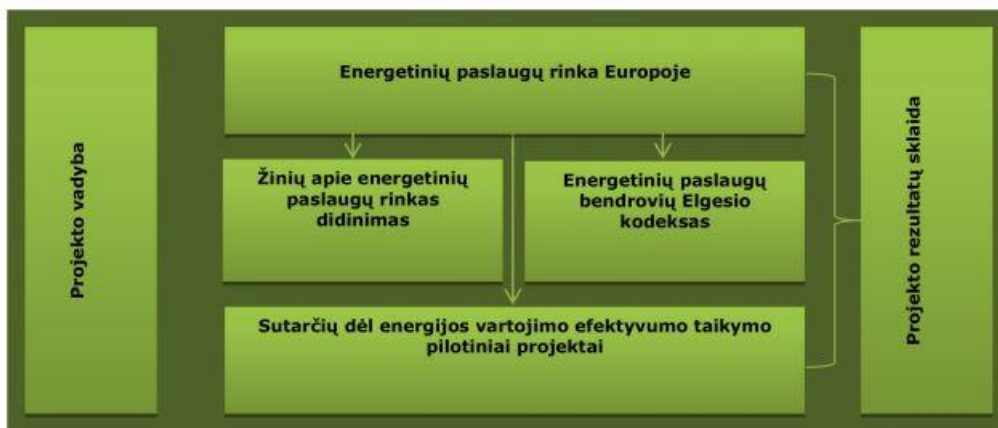 Projekto vadyba
Energetinių paslaugų rinka Europoje
Žinių apie energetinių
paslaugų rinkas
didinimas
Energetinių paslaugų
bendrovių Elgesio
kodeksas
Sutarčių dėl energijos vartojimo efektyvumo taikymo
pilotiniai projektai
Projekto rezultatų sklaida